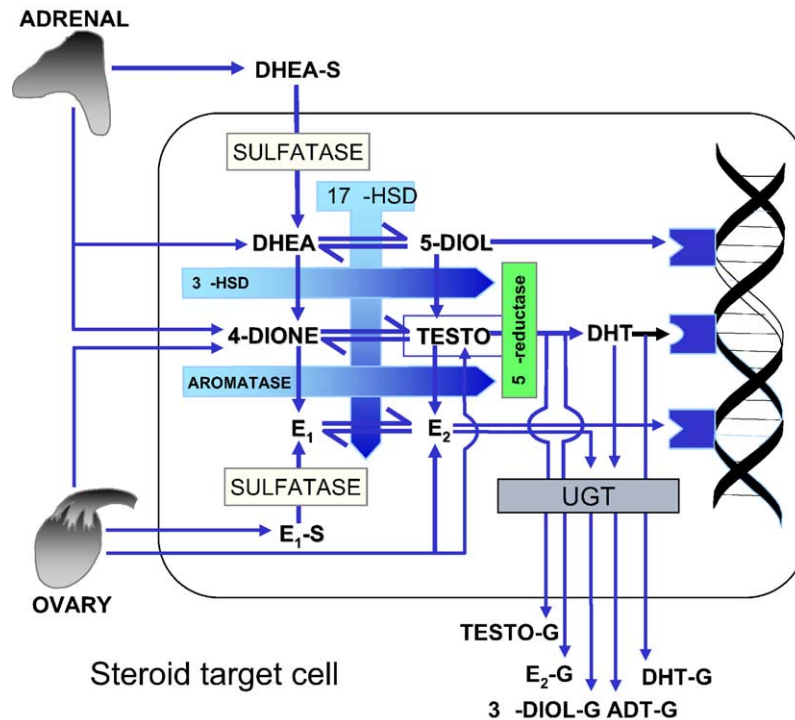 ADRENAL
DHEA-S
SULFATASE
17 -HSD
DHEA
5-DIOL
3 -HSD
5 -reductase
4-DIONE
TESTO
DHT
AROMATASE
E₁
E₂
SULFATASE
UGT
E₁-S
OVARY
TESTO-G
Steroid target cell
E₂-G
DHT-G
3 -DIOL-G ADT-G